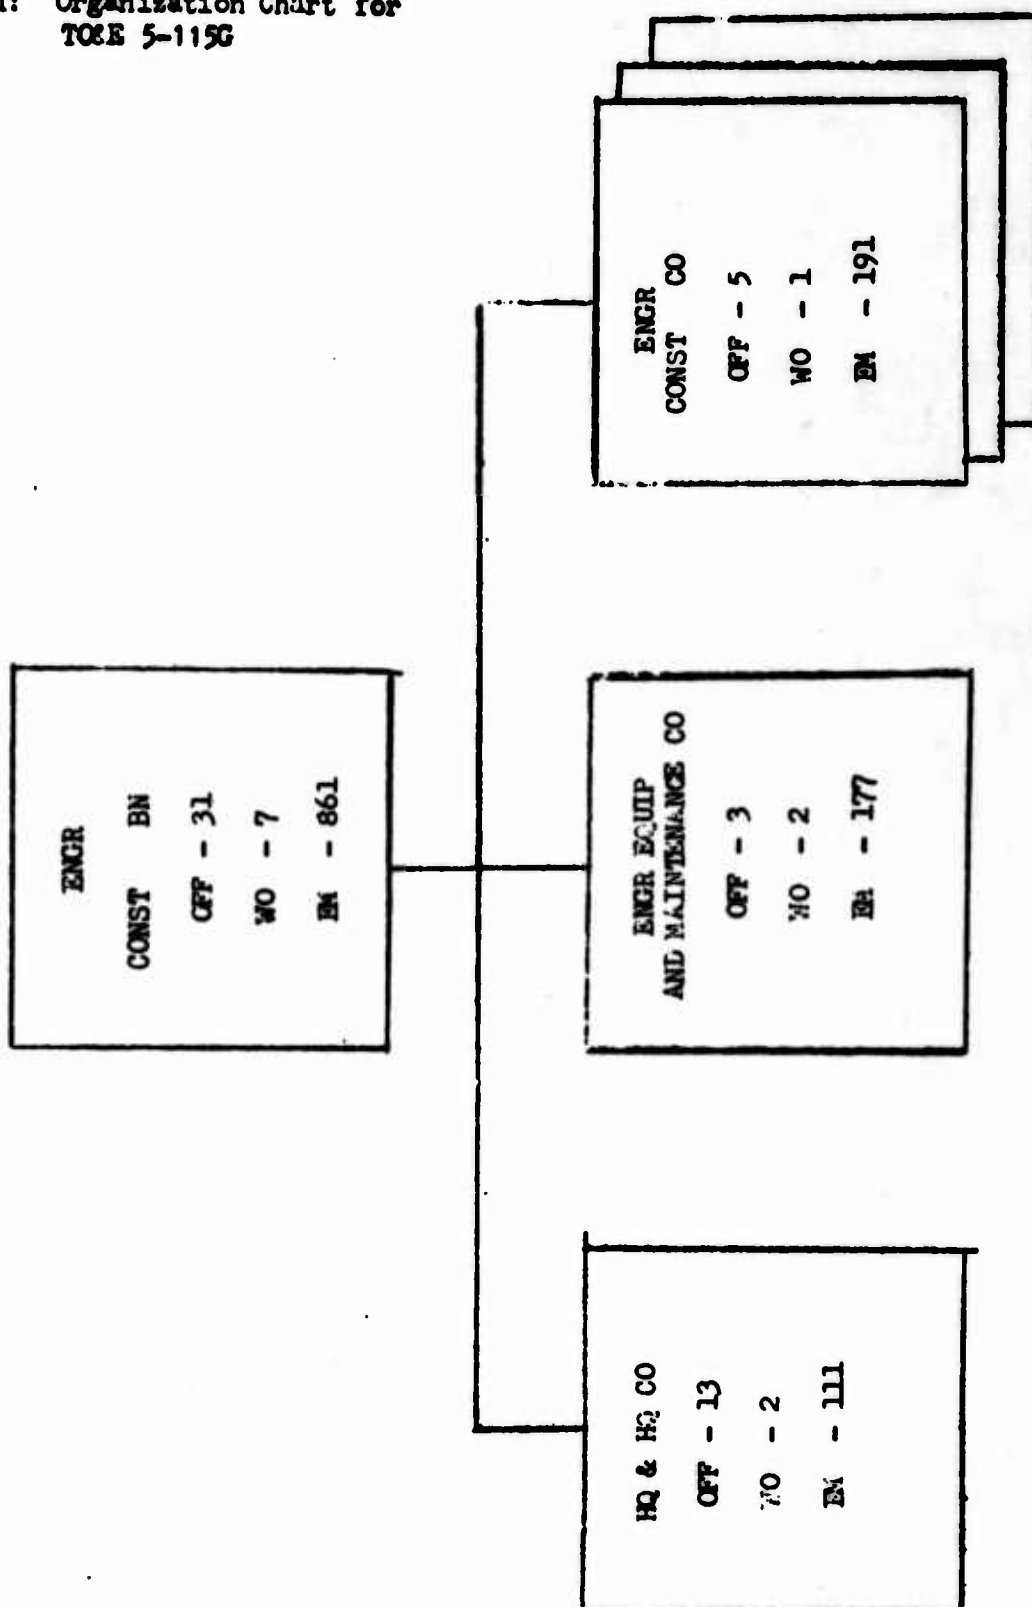 Organization Chart for
TO&E 5-115G
ENGR
CONST BN
OFF - 31
WO - 7
EM - 861
HQ & HQ CO
OFF - 13
WO - 2
EM - 111
ENGR EQUIP
AND MAINTENANCE CO
OFF - 3
WO - 2
EM - 177
ENGR
CONST CO
OFF - 5
WO - 1
EM - 191